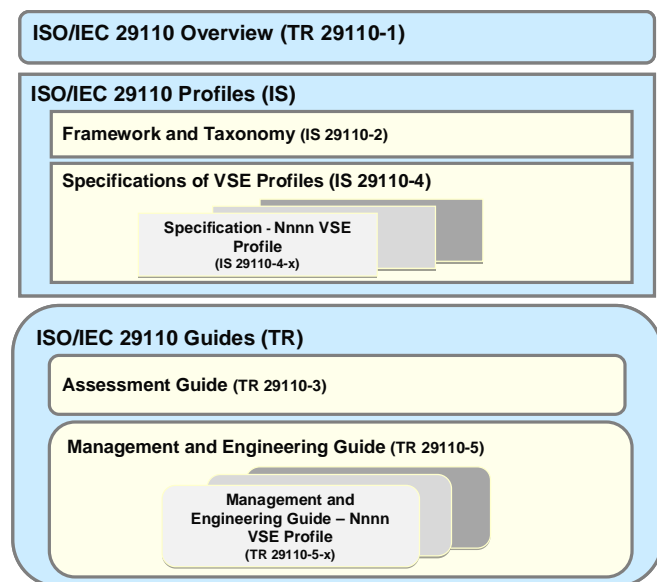 ISO/IEC 29110 Overview (TR 29110-1)
ISO/IEC 29110 Profiles (IS)
Framework and Taxonomy (IS 29110-2)
Specifications of VSE Profiles (IS 29110-4)
Specification - Nnnn VSE
Profile
(IS 29110-4-x)
ISO/IEC 29110 Guides (TR)
Assessment Guide (TR 29110-3)
Management and Engineering Guide (TR 29110-5)
Management and
Engineering Guide – Nnnn
VSE Profile
(TR 29110-5-x)